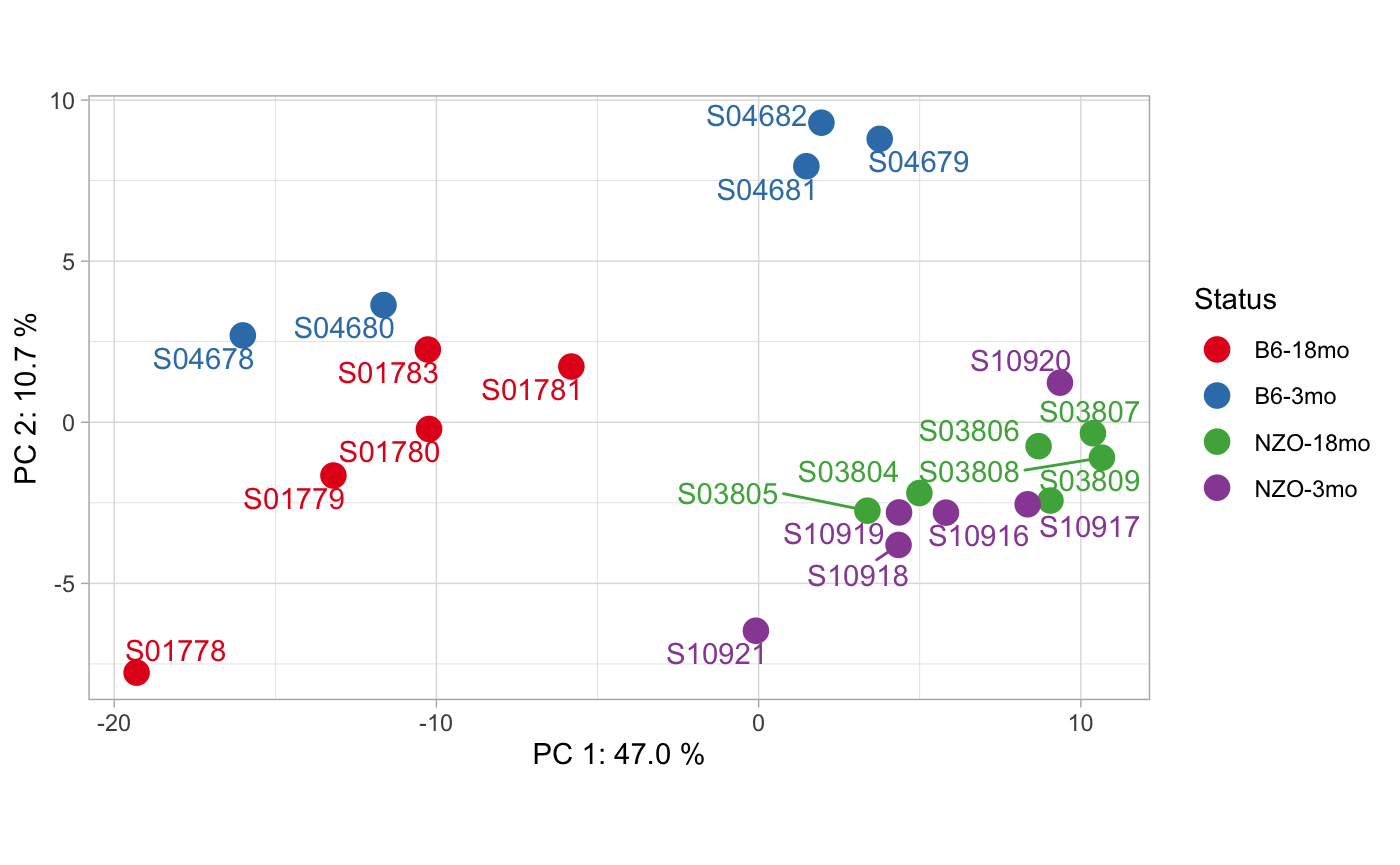 10
5
0
-5
-20
-10
0
10
PC 2: 10.7 %
PC 1: 47.0 %
S04682
S04679
S04681
S04680
S04678
S01783
S01781
S01780
S01779
S01778
S10920
S03807
S03806
S03804
S03808
S03809
S03805
S10919
S10916
S10917
S10918
S10921
Status
B6-18mo
B6-3mo
NZO-18mo
NZO-3mo